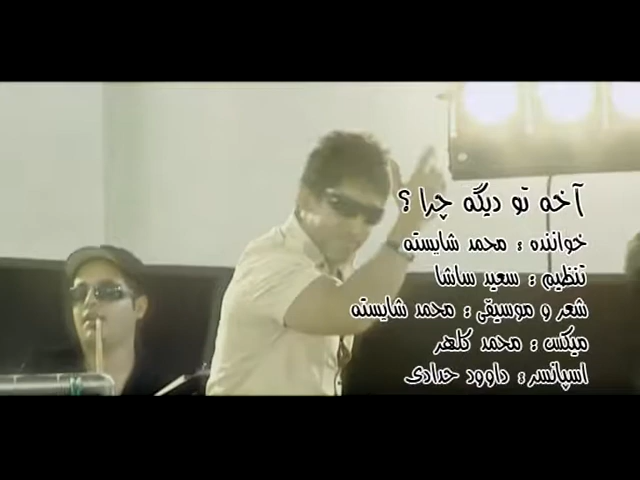 آخه تو دیگه چرا ؟
خواننده : محمد شایسته
تنظیم : سعید ساشا
شعر و موسیقی : محمد شایسته
میکس : محمد کلهر
اسپانسر : داوود حدادی